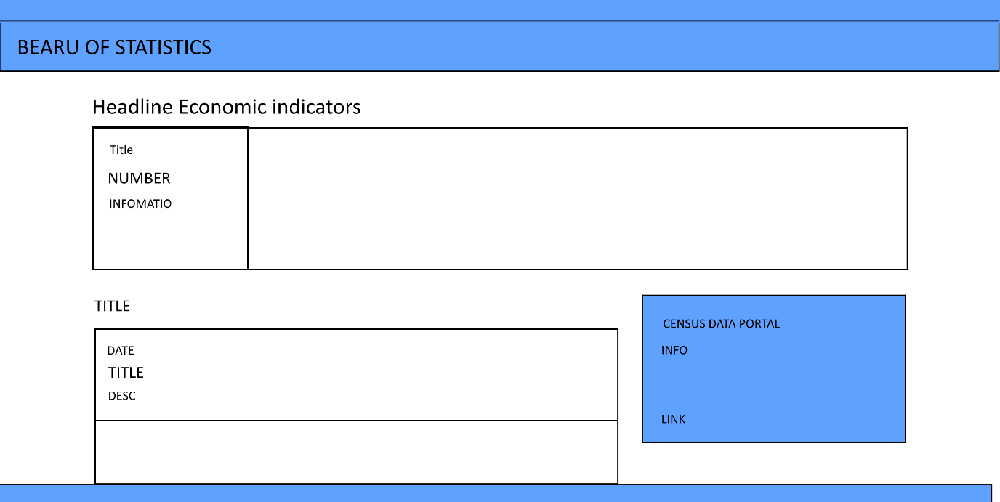 BEARU OF STATISTICS
Headline Economic indicators
Title
NUMBER
INFOMATIO
TITLE
DATE
TITLE
DESC
CENSUS DATA PORTAL
INFO
LINK